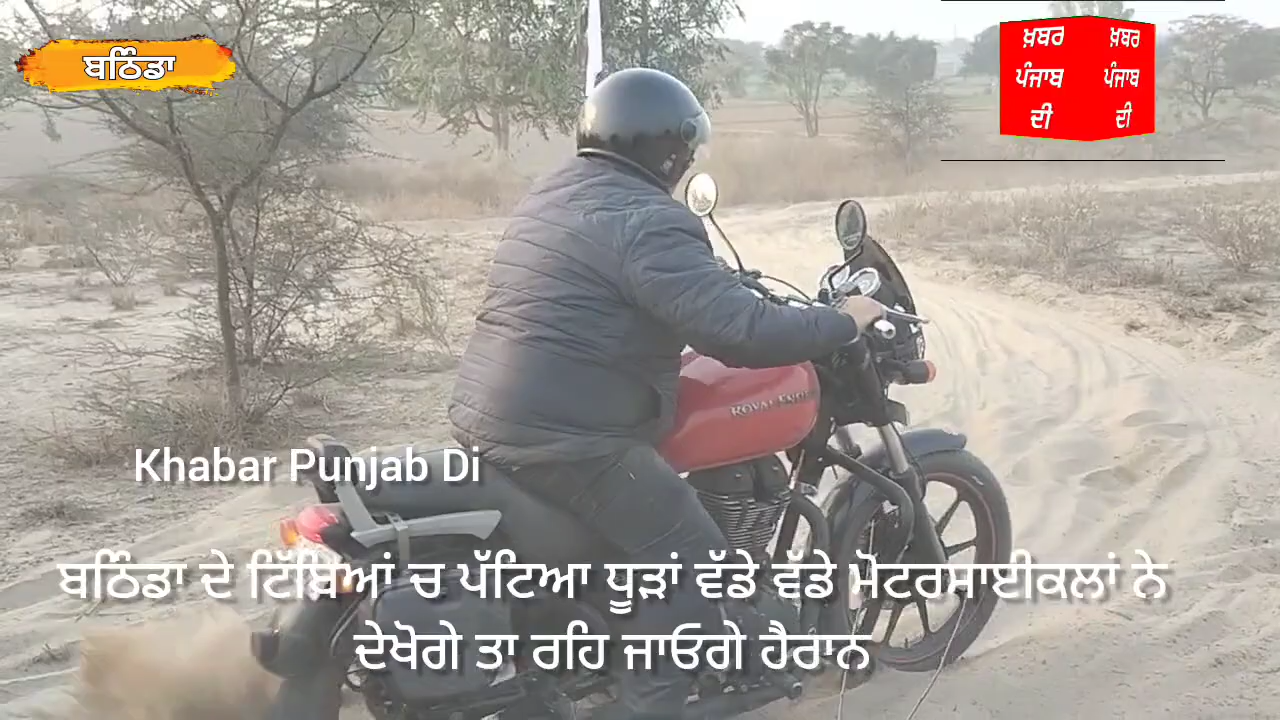 ਬਠਿੰਡਾ
ਖ਼ਬਰ ਖ਼ਬਰ
ਪੰਜਾਬ ਪੰਜਾਬ
ਦੀ ਦੀ
Khabar Punjab Di
ਬਠਿੰਡਾ ਦੇ ਟਿੱਬਿਆਂ ਚ ਪੱਟਿਆ ਧੂੜਾਂ ਵੱਡੇ ਵੱਡੇ ਮੋਟਰਸਾਈਕਲਾਂ ਨੇ
ਦੇਖੋਗੇ ਤਾ ਰਹਿ ਜਾਓਗੇ ਹੈਰਾਨ